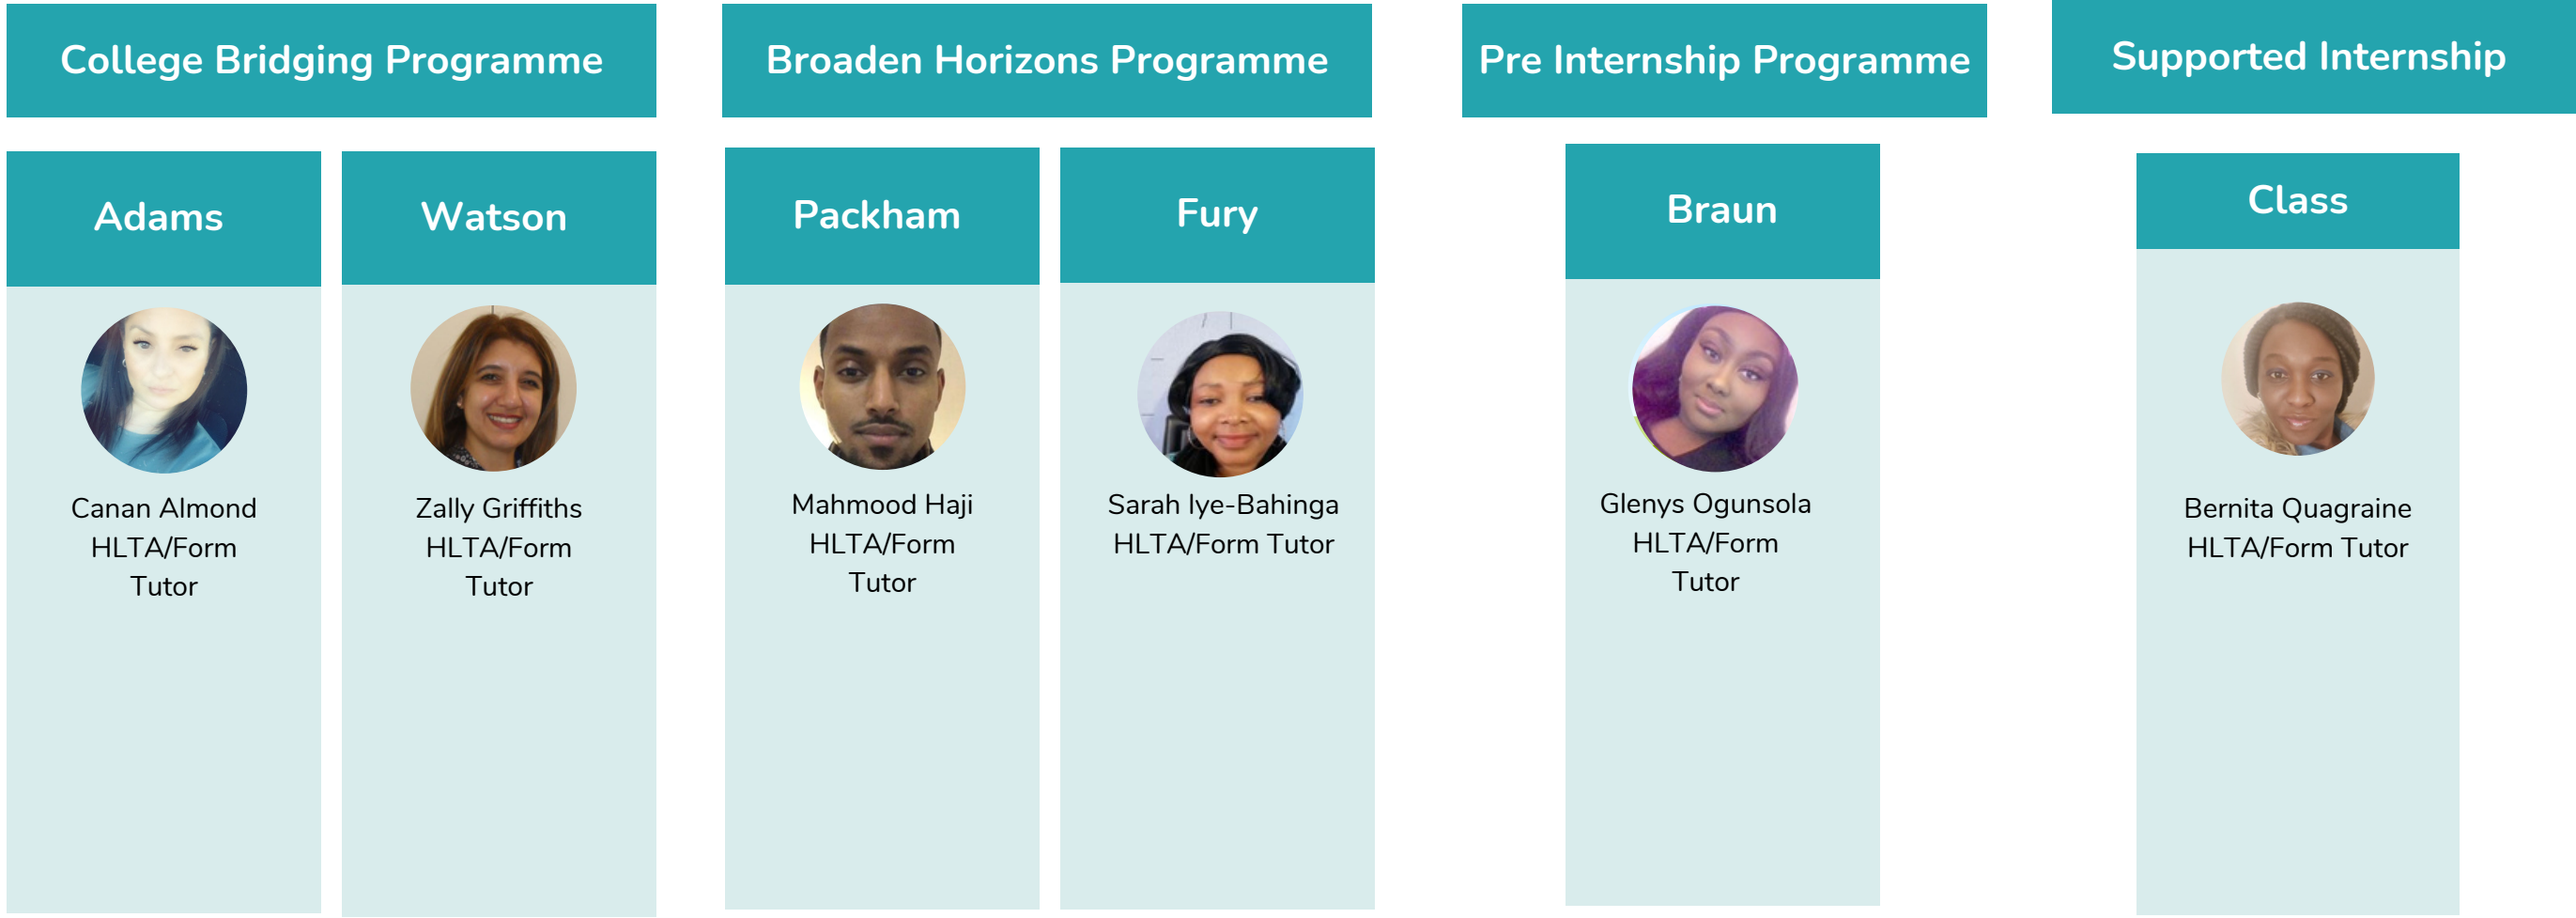 College Bridging Programme
Adams
Canan Almond
HLTA/Form
Tutor
Watson
Zally Griffiths
HLTA/Form
Tutor
Broaden Horizons Programme
Packham
Mahmood Haji
HLTA/Form
Tutor
Fury
Sarah Iye-Bahinga
HLTA/Form Tutor
Pre Internship Programme
Braun
Glenys Ogunsola
HLTA/Form
Tutor
Supported Internship
Class
Bernita Quagraine
HLTA/Form Tutor